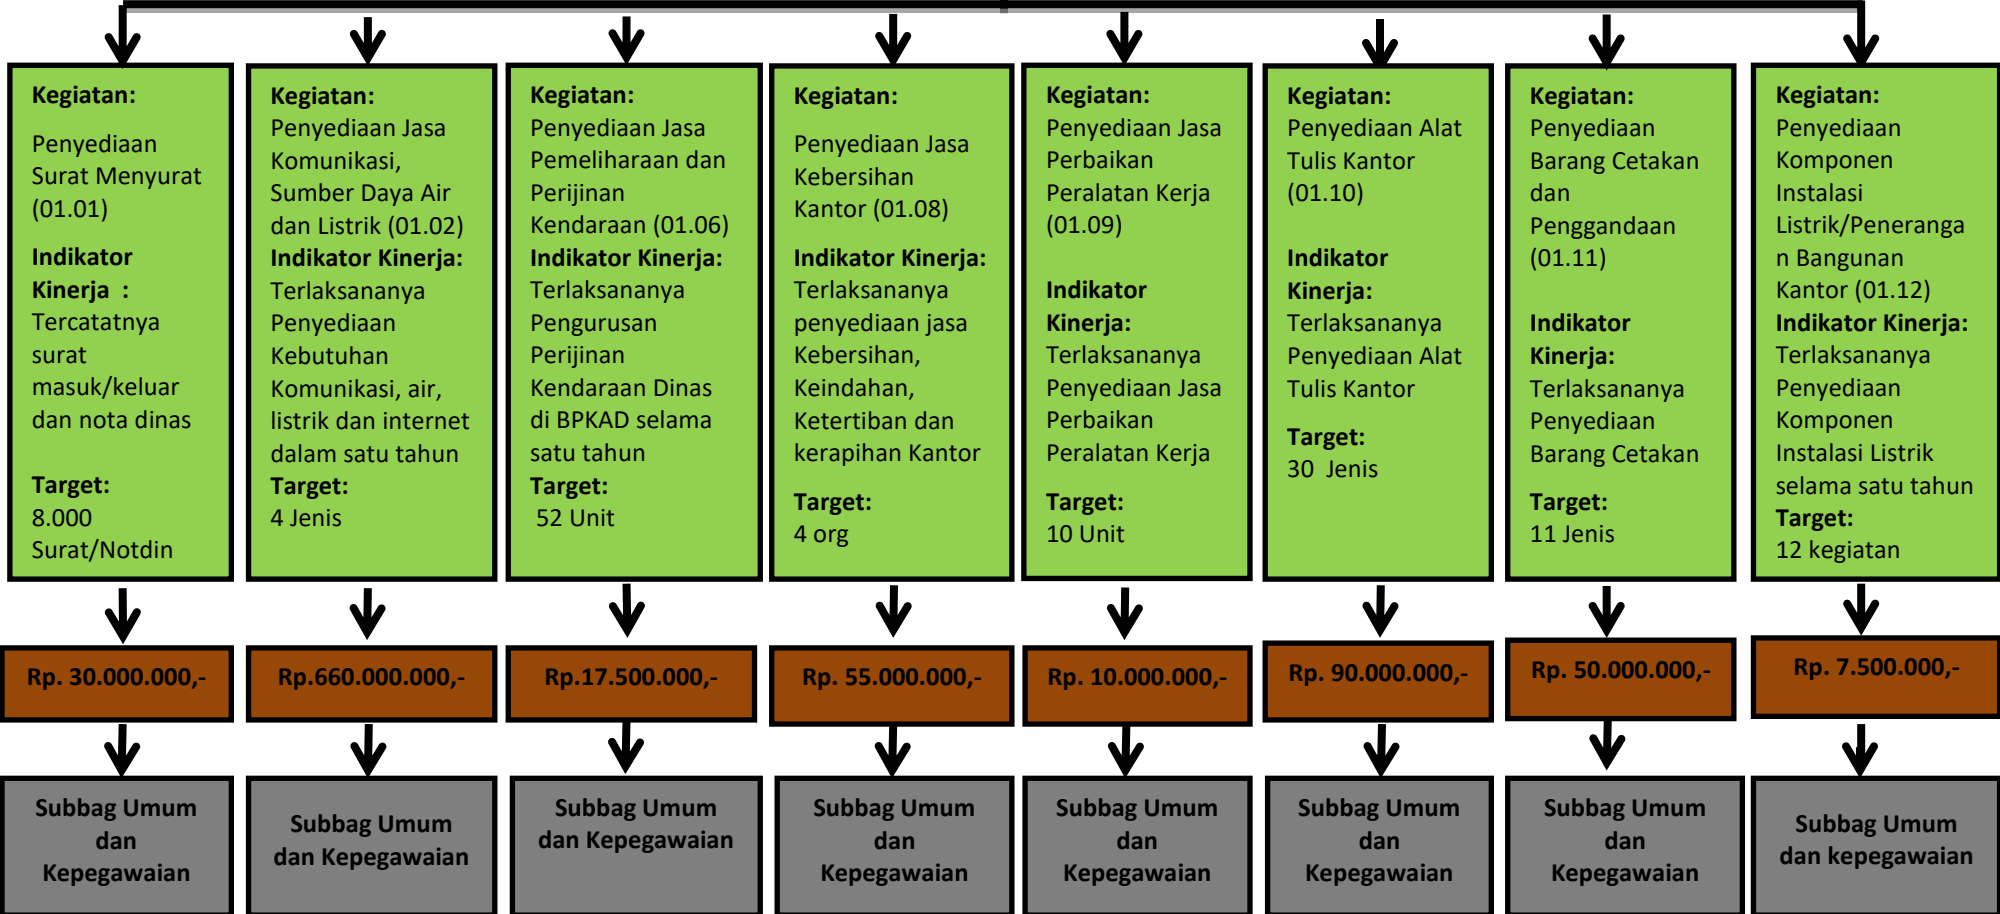 Kegiatan:
Penyediaan
Surat Menyurat
(01.01)
Indikator
Kinerja :
Tercatatnya
surat
masuk/keluar
dan nota dinas
Target:
8.000
Surat/Notdin
Kegiatan:
Penyediaan Jasa
Komunikasi,
Sumber Daya Air
dan Listrik (01.02)
Indikator Kinerja:
Terlaksananya
Penyediaan
Kebutuhan
Komunikasi, air,
listrik dan internet
dalam satu tahun
Target:
4 Jenis
Kegiatan:
Penyediaan Jasa
Pemeliharaan dan
Perijinan
Kendaraan (01.06)
Indikator Kinerja:
Terlaksananya
Pengurusan
Perijinan
Kendaraan Dinas
di BPKAD selama
satu tahun
Target:
52 Unit
Kegiatan:
Penyediaan Jasa
Kebersihan
Kantor (01.08)
Indikator Kinerja:
Terlaksananya
penyediaan jasa
Kebersihan,
Keindahan,
Ketertiban dan
kerapihan Kantor
Target:
4 org
Kegiatan:
Penyediaan Jasa
Perbaikan
Peralatan Kerja
(01.09)
Indikator
Kinerja:
Terlaksananya
Penyediaan Jasa
Perbaikan
Peralatan Kerja
Target:
10 Unit
Kegiatan:
Penyediaan Alat
Tulis Kantor
(01.10)
Indikator
Kinerja:
Terlaksananya
Penyediaan Alat
Tulis Kantor
Target:
30 Jenis
Kegiatan:
Penyediaan
Barang Cetakan
dan
Penggandaan
(01.11)
Indikator
Kinerja:
Terlaksananya
Penyediaan
Barang Cetakan
Target:
11 Jenis
Kegiatan:
Penyediaan
Komponen
Instalasi
Listrik/Peneranga
n Bangunan
Kantor (01.12)
Indikator Kinerja:
Terlaksananya
Penyediaan
Komponen
Instalasi Listrik
selama satu tahun
Target:
12 kegiatan
Rp. 30.000.000,-
Rp.660.000.000,-
Rp.17.500.000,-
Rp. 55.000.000,-
Rp. 10.000.000,-
Rp. 90.000.000,-
Rp. 50.000.000,-
Rp. 7.500.000,-
Subbag Umum
dan
Kepegawaian
Subbag Umum
dan Kepegawaian
Subbag Umum
dan Kepegawaian
Subbag Umum
dan
Kepegawaian
Subbag Umum
dan
Kepegawaian
Subbag Umum
dan
Kepegawaian
Subbag Umum
dan
Kepegawaian
Subbag Umum
dan kepegawaian